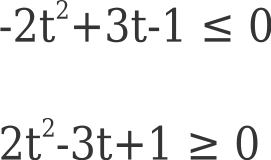 -2t²+3t-1 ≤ 0
2t²-3t+1 ≥ 0